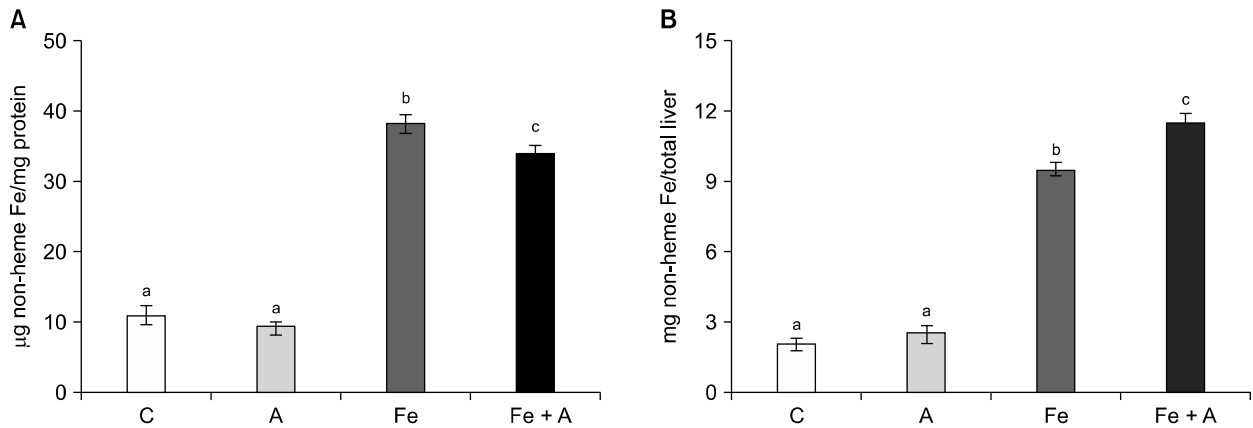 A
μg non-heme Fe/mg protein
50
40
30
20
10
0
a
a
b
c
C
A
Fe
Fe + A
B
mg non-heme Fe/total liver
15
12
9
6
3
0
a
a
b
c
C
A
Fe
Fe + A